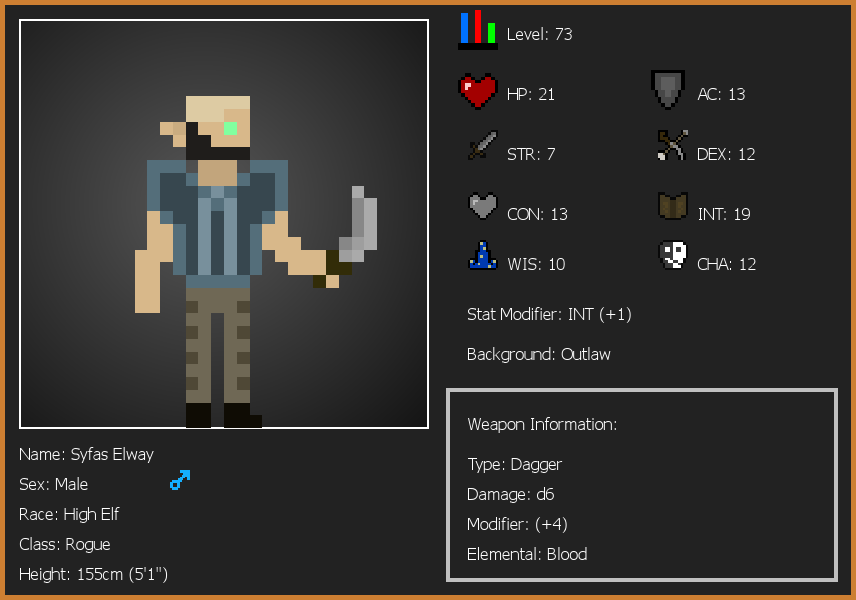 Level: 73
HP: 21
AC: 13
STR: 7
DEX: 12
CON: 13
INT: 19
WIS: 10
CHA: 12
Stat Modifier: INT (+1)
Background: Outlaw
Weapon Information:
Type: Dagger
Damage: d6
Modifier: (+4)
Elemental: Blood
Name: Syfas Elway
Sex: Male
Race: High Elf
Class: Rogue
Height: 155cm (5'1")